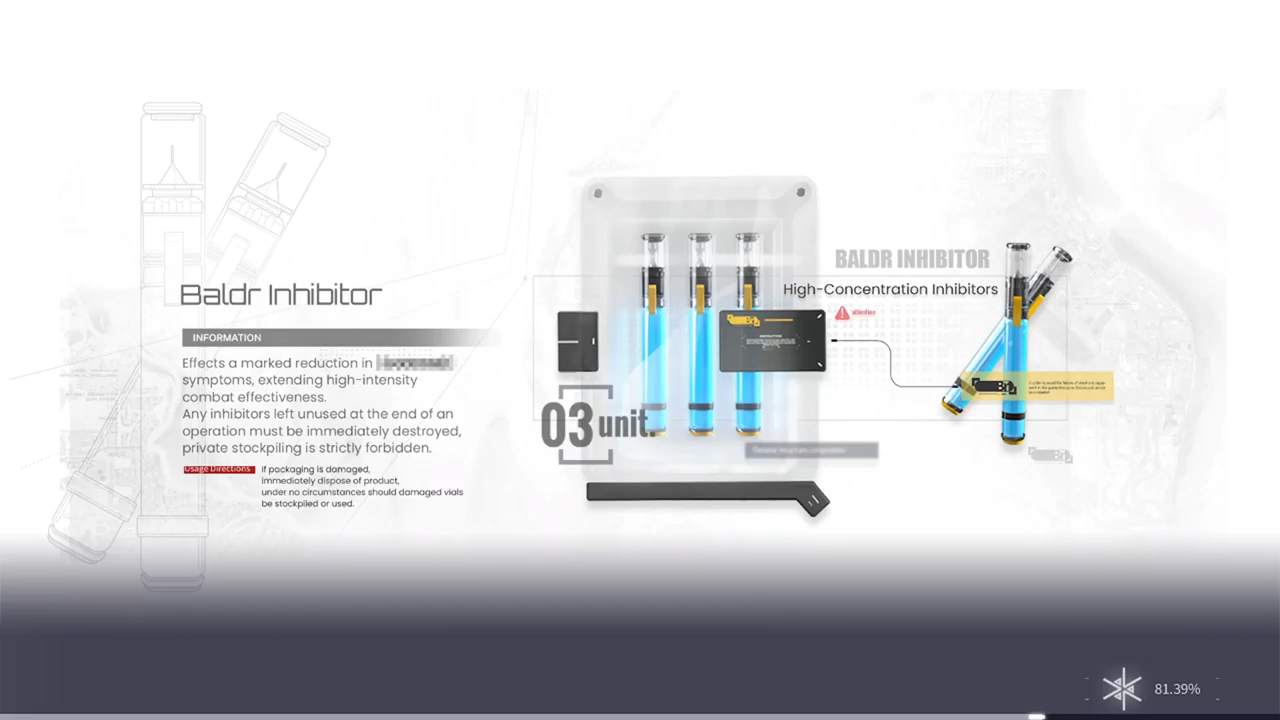 Baldr Inhibitor
INFORMATION
Effects a marked reduction in
symptoms, extending high-intensity
combat effectiveness.
Any inhibitors left unused at the end of an
operation must be immediately destroyed,
private stockpiling is strictly forbidden.
Usage Directions
If packaging is damaged,
immediately dispose of product,
under no circumstances should damaged vials
be stockpiled or used.
03 unit.
BALDR INHIBITOR
High-Concentration Inhibitors
attention
81.39%